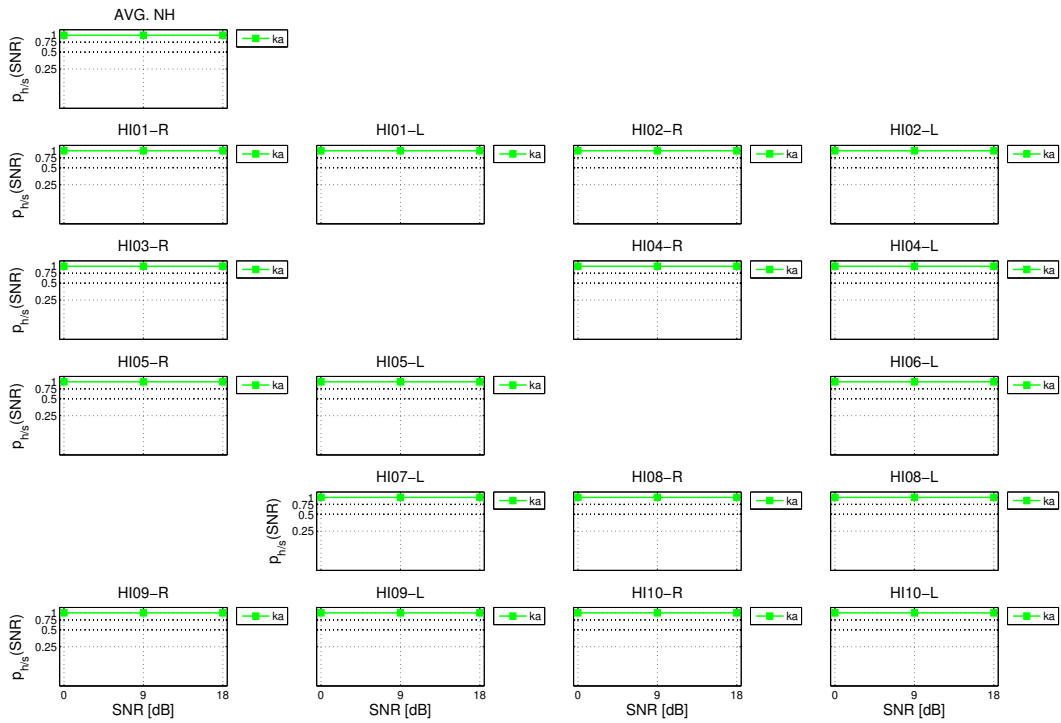 AVG. NH
p_h/s(SNR)
1
0.75
0.5
0.25
ka
HI01−R
p_h/s(SNR)
1
0.75
0.5
0.25
ka
HI01−L
ka
HI02−R
ka
HI02−L
ka
HI03−R
p_h/s(SNR)
1
0.75
0.5
0.25
ka
HI04−R
ka
HI04−L
ka
HI05−R
p_h/s(SNR)
1
0.75
0.5
0.25
ka
HI05−L
ka
HI06−L
ka
HI07−L
p_h/s(SNR)
1
0.75
0.5
0.25
ka
HI08−R
ka
HI08−L
ka
HI09−R
p_h/s(SNR)
1
0.75
0.5
0.25
ka
0 9 18
SNR [dB]
HI09−L
ka
0 9 18
SNR [dB]
HI10−R
ka
0 9 18
SNR [dB]
HI10−L
ka
0 9 18
SNR [dB]